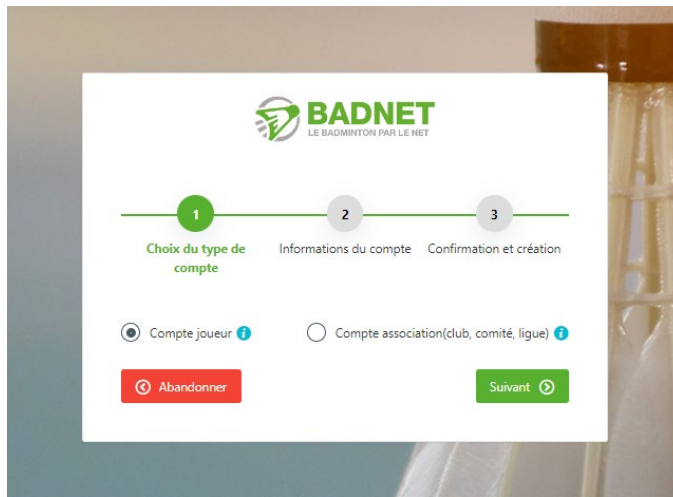 BADNET
LE BADMINTON PAR LE NET
1
2
3
Choix du type de
compte
Informations du compte
Confirmation et création
Compte joueur i
Compte association(club, comité, ligue) i
Abandonner
Suivant